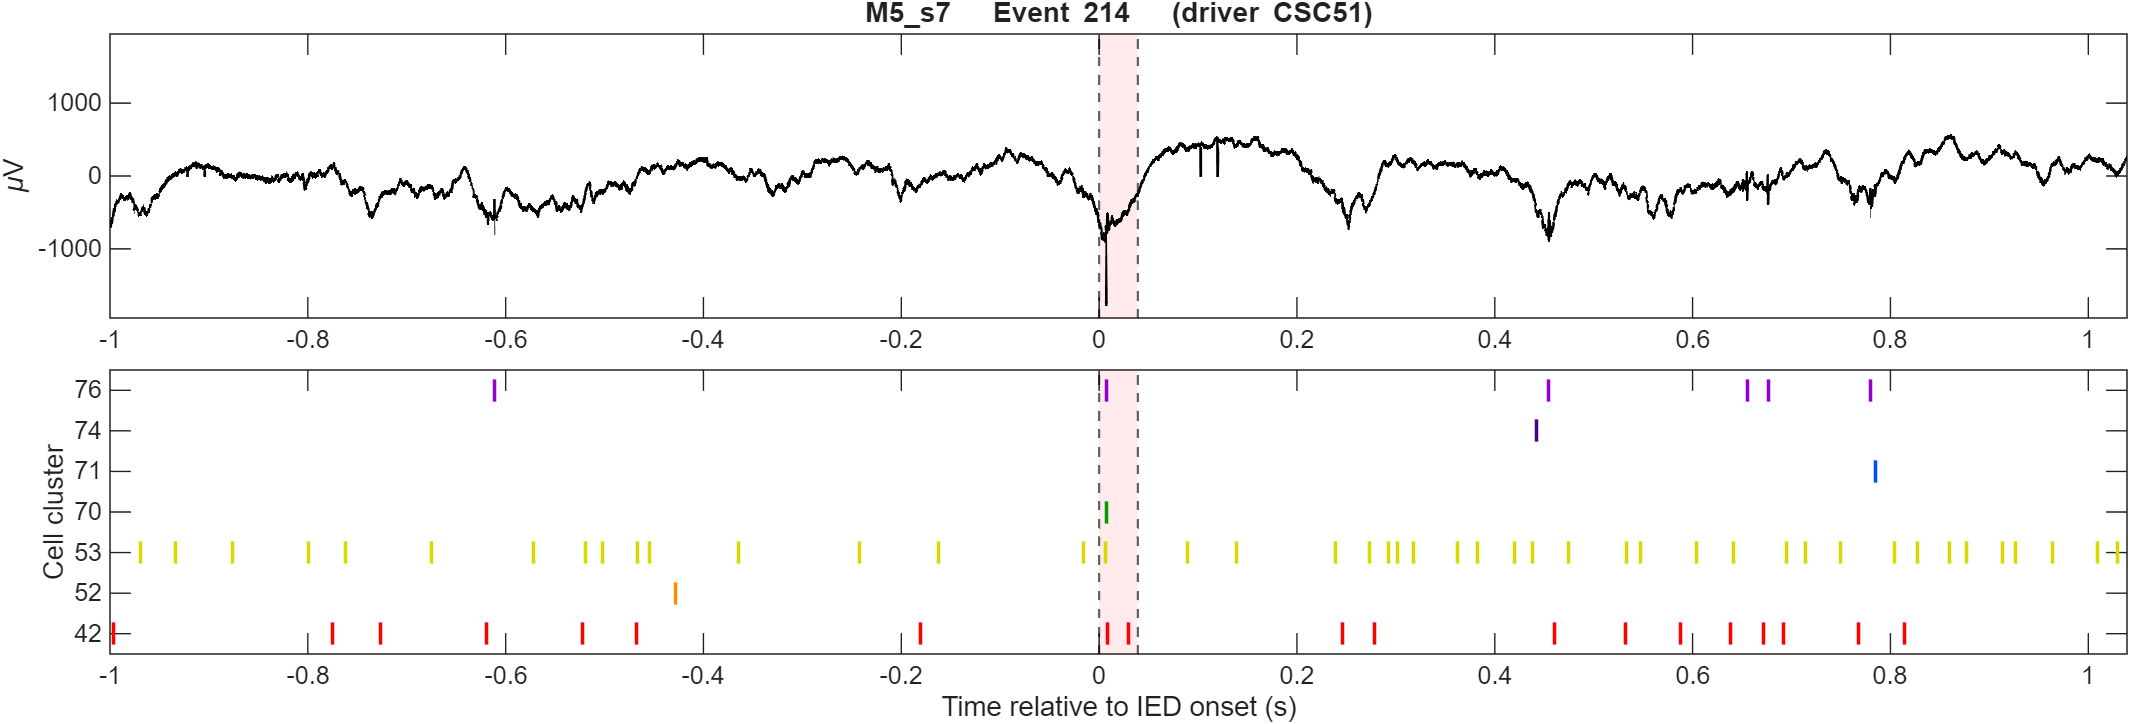 M5_s7 Event 214 (driver CSC51)
µV
1000
0
-1000
-1 -0.8 -0.6 -0.4 -0.2 0 0.2 0.4 0.6 0.8 1
Cell cluster
76
74
71
70
53
52
42
-1 -0.8 -0.6 -0.4 -0.2 0 0.2 0.4 0.6 0.8 1
Time relative to IED onset (s)